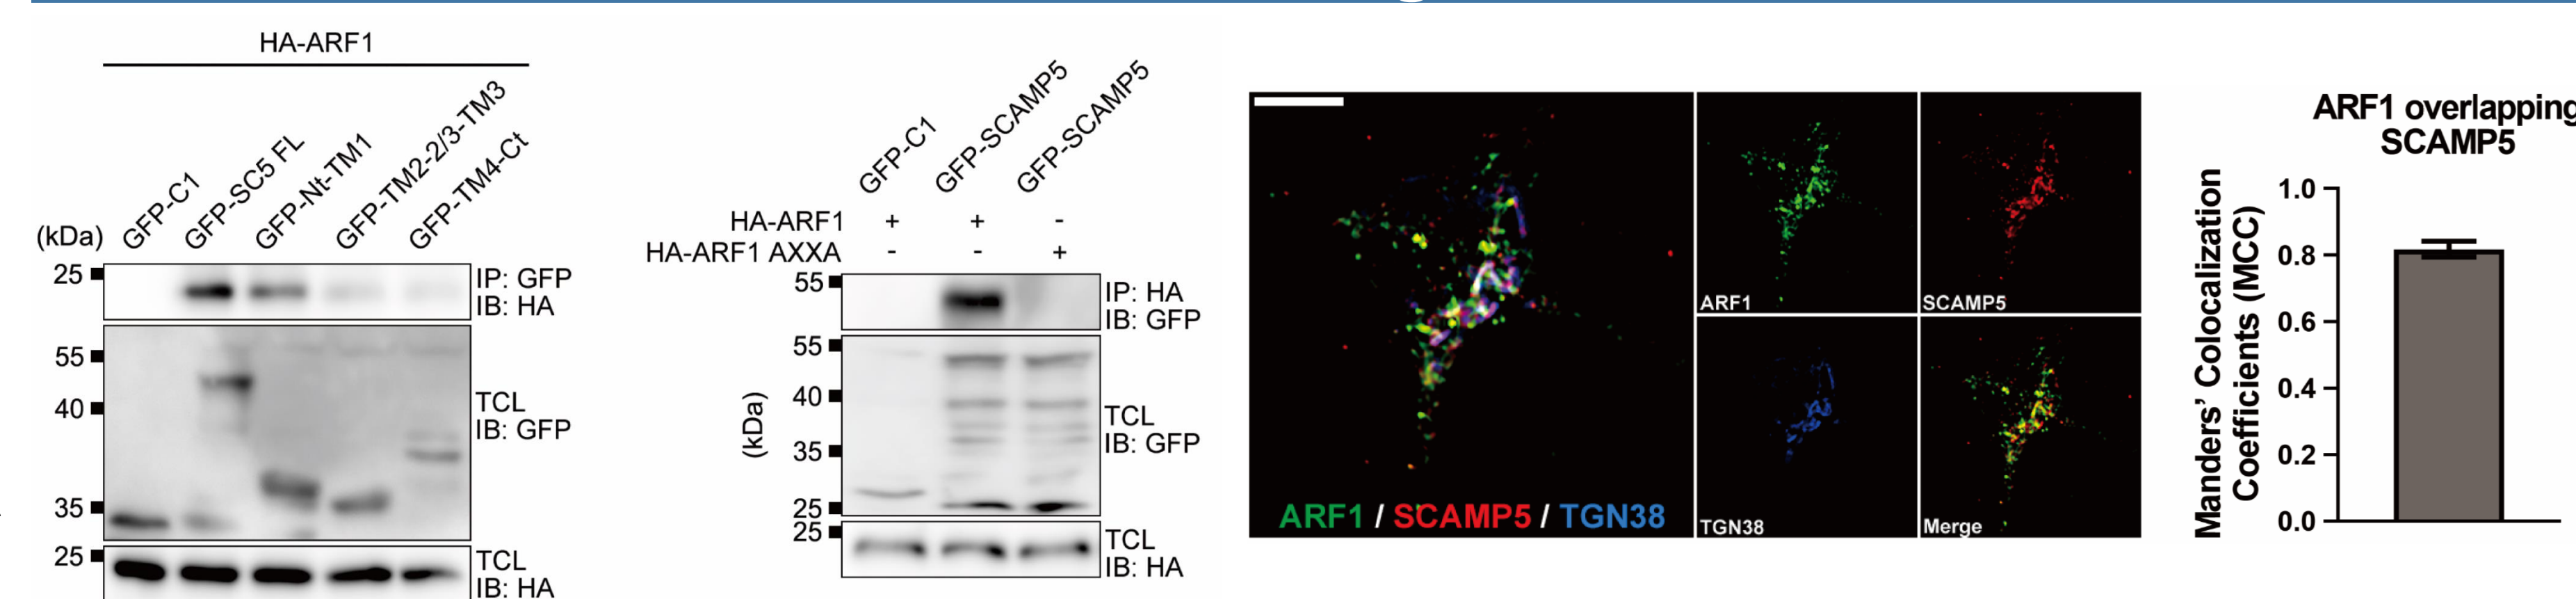 HA-ARF1
GFP-C1
GFP-SC5 FL
GFP-Nt-TM1
GFP-TM2-2/3-TM3
GFP-TM4-Ct
(kDa)
25
IP: GFP
IB: HA
55
40
35
TCL
IB: GFP
25
TCL
IB: HA
GFP-C1
GFP-SCAMP5
GFP-SCAMP5
HA-ARF1 + + -
HA-ARF1 AXXA - - +
55
IP: HA
IB: GFP
(kDa)
55
40
35
25
TCL
IB: GFP
25
TCL
IB: HA
ARF1 / SCAMP5 / TGN38
ARF1
SCAMP5
TGN38
Merge
ARF1 overlapping
SCAMP5
Manders’ Colocalization
Coefficients (MCC)
1.0
0.8
0.6
0.4
0.2
0.0